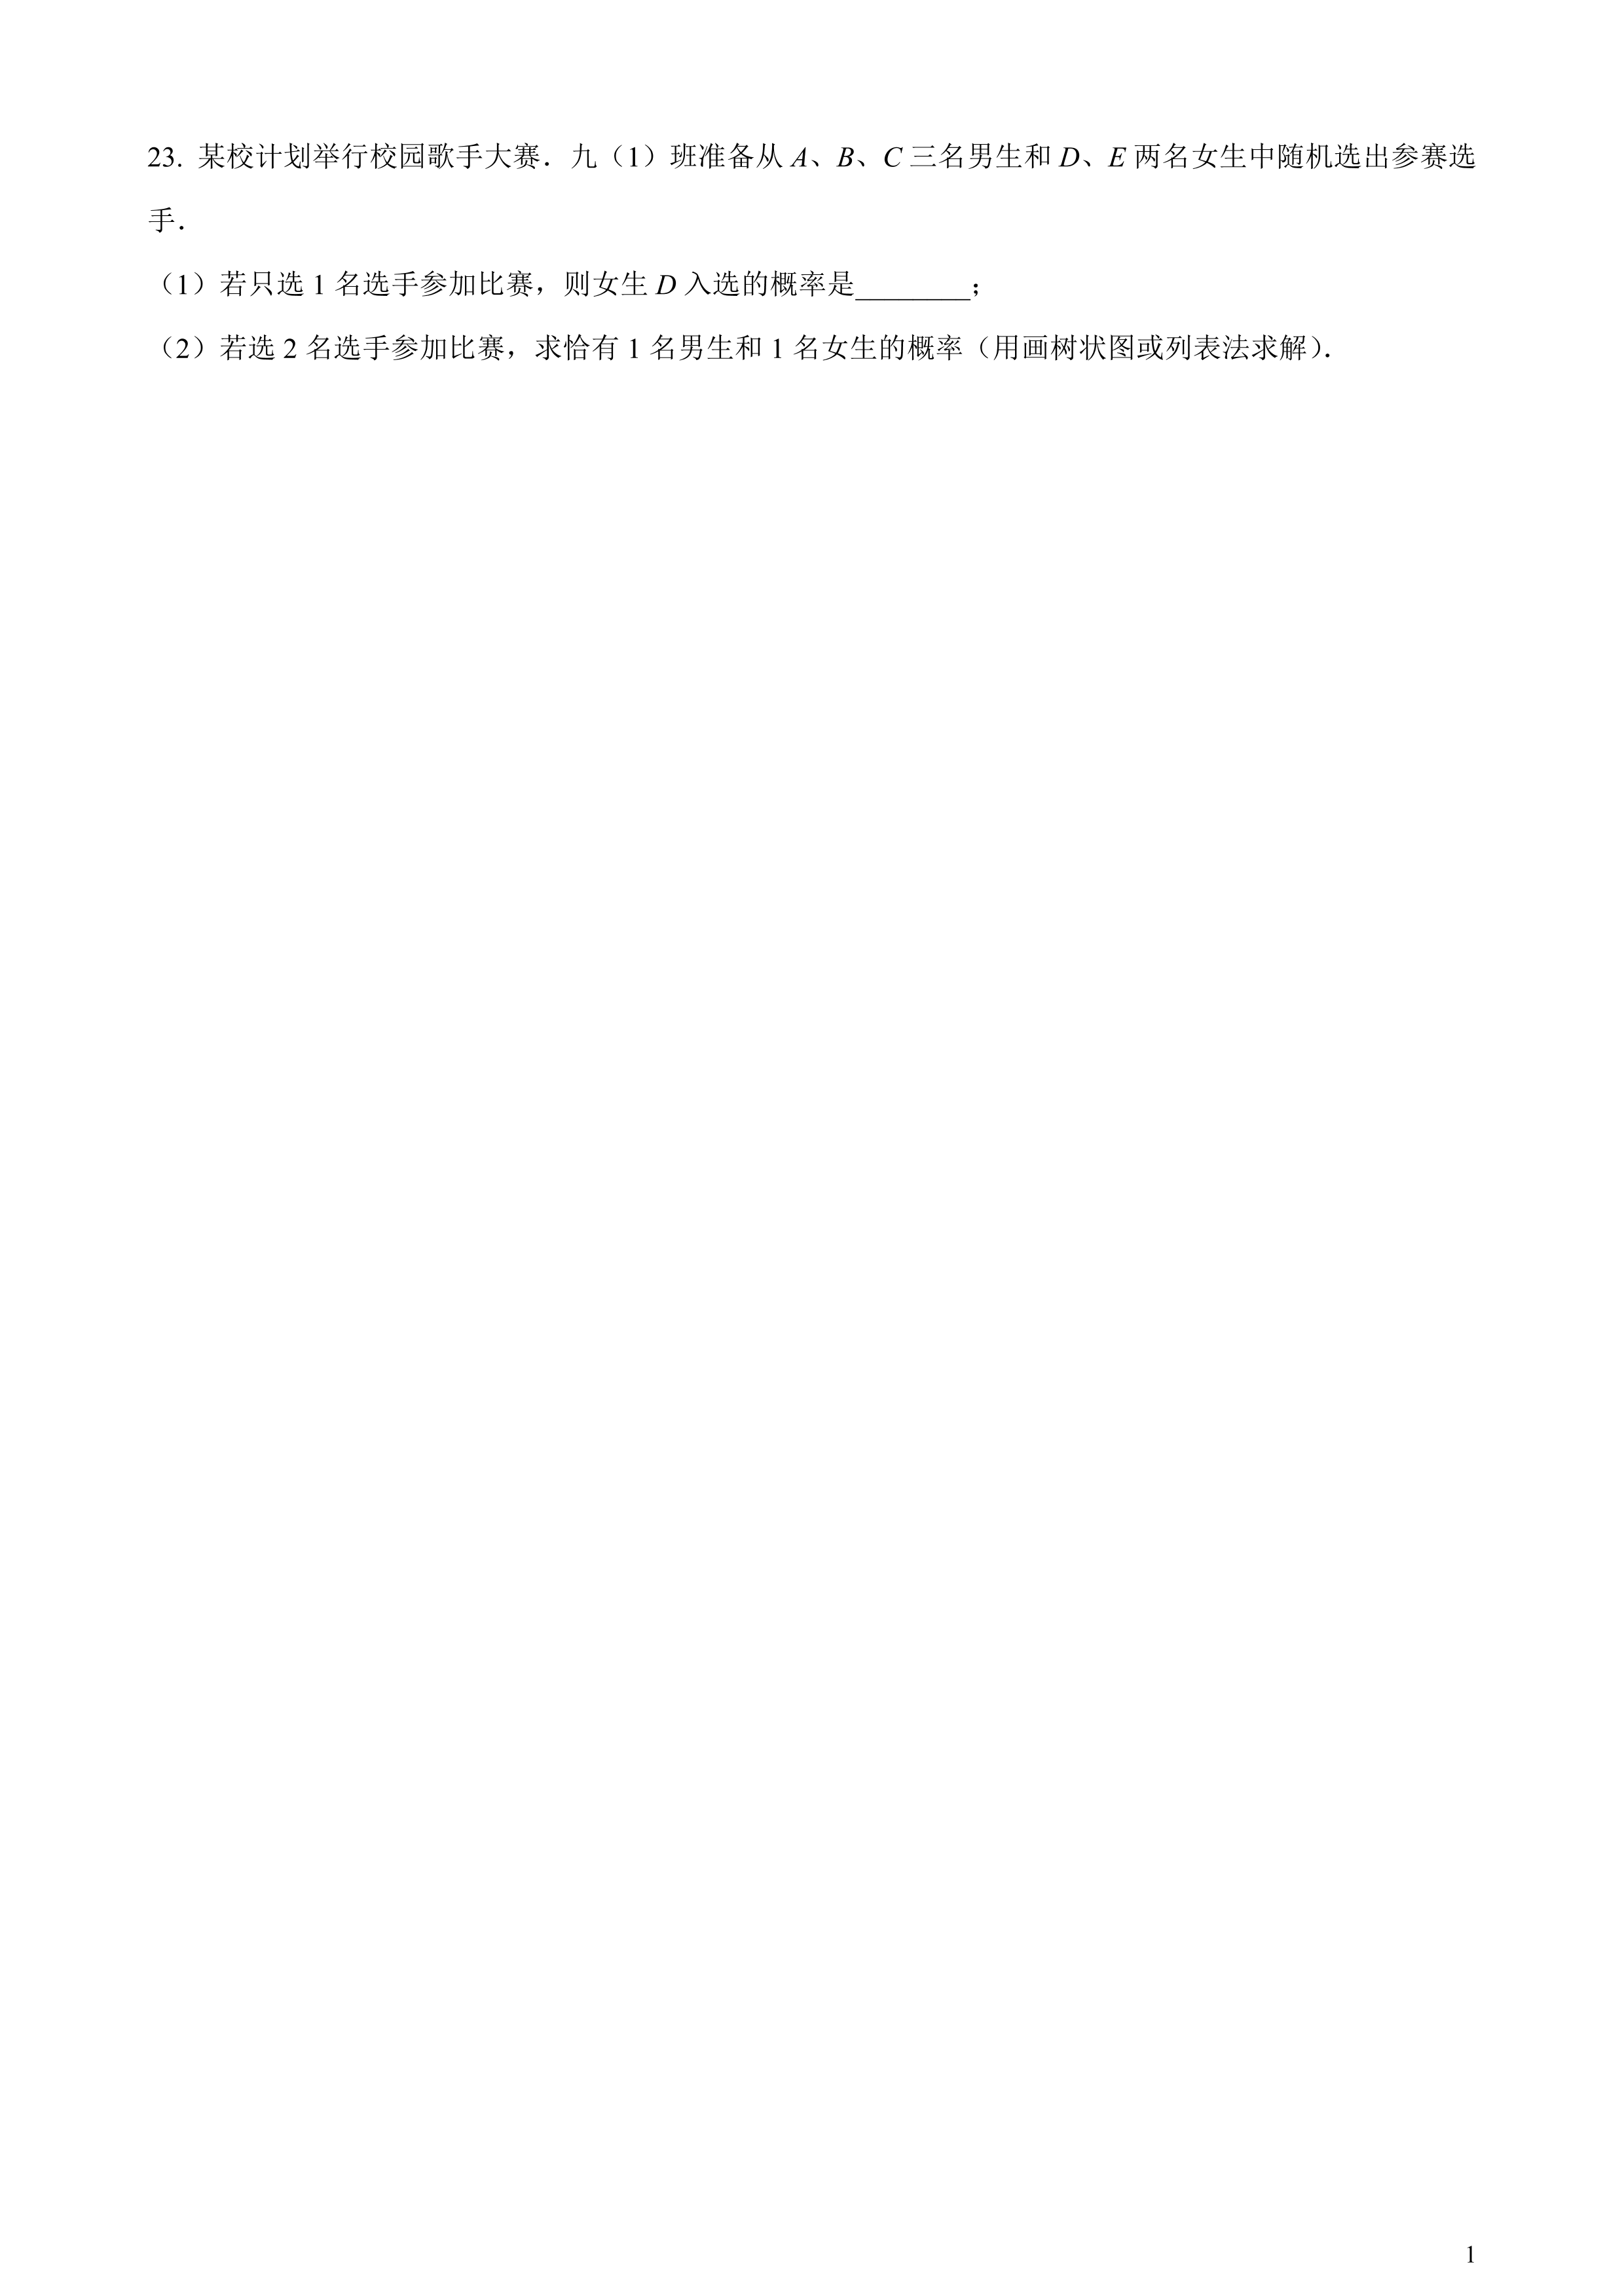 23. 某校计划举行校园歌手大赛．九（1）班准备从 A、B、C 三名男生和 D、E 两名女生中随机选出参赛选
手．
（1）若只选 1 名选手参加比赛，则女生 D 入选的概率是________；
（2）若选 2 名选手参加比赛，求恰有 1 名男生和 1 名女生的概率（用画树状图或列表法求解）．
1